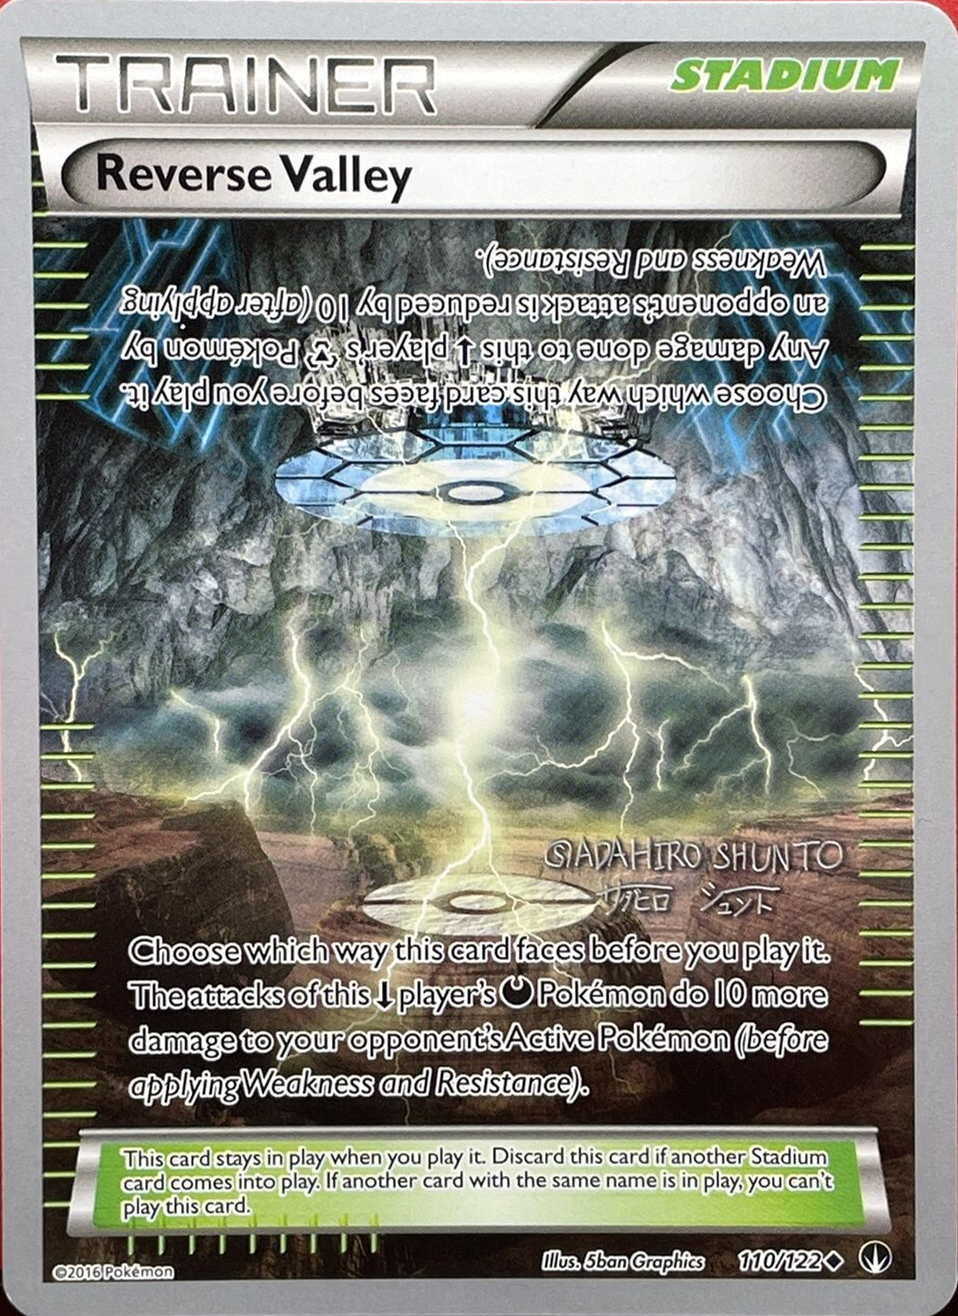 TRAINER
STADIUM
Reverse Valley
Choose which way this card faces before you play it.
Any damage done to this ⬆ player's Pokémon by
an opponent's attacks is reduced by 10 (after applying
Weakness and Resistance).
©ADAHIRO SHUNTO
サダヒロ シュント
Choose which way this card faces before you play it.
The attacks of this ⬇ player's Pokémon do 10 more
damage to your opponent's Active Pokémon (before
applying Weakness and Resistance).
This card stays in play when you play it. Discard this card if another Stadium
card comes into play. If another card with the same name is in play, you can't
play this card.
©2016 Pokémon
Illus. 5ban Graphics
110/122◆